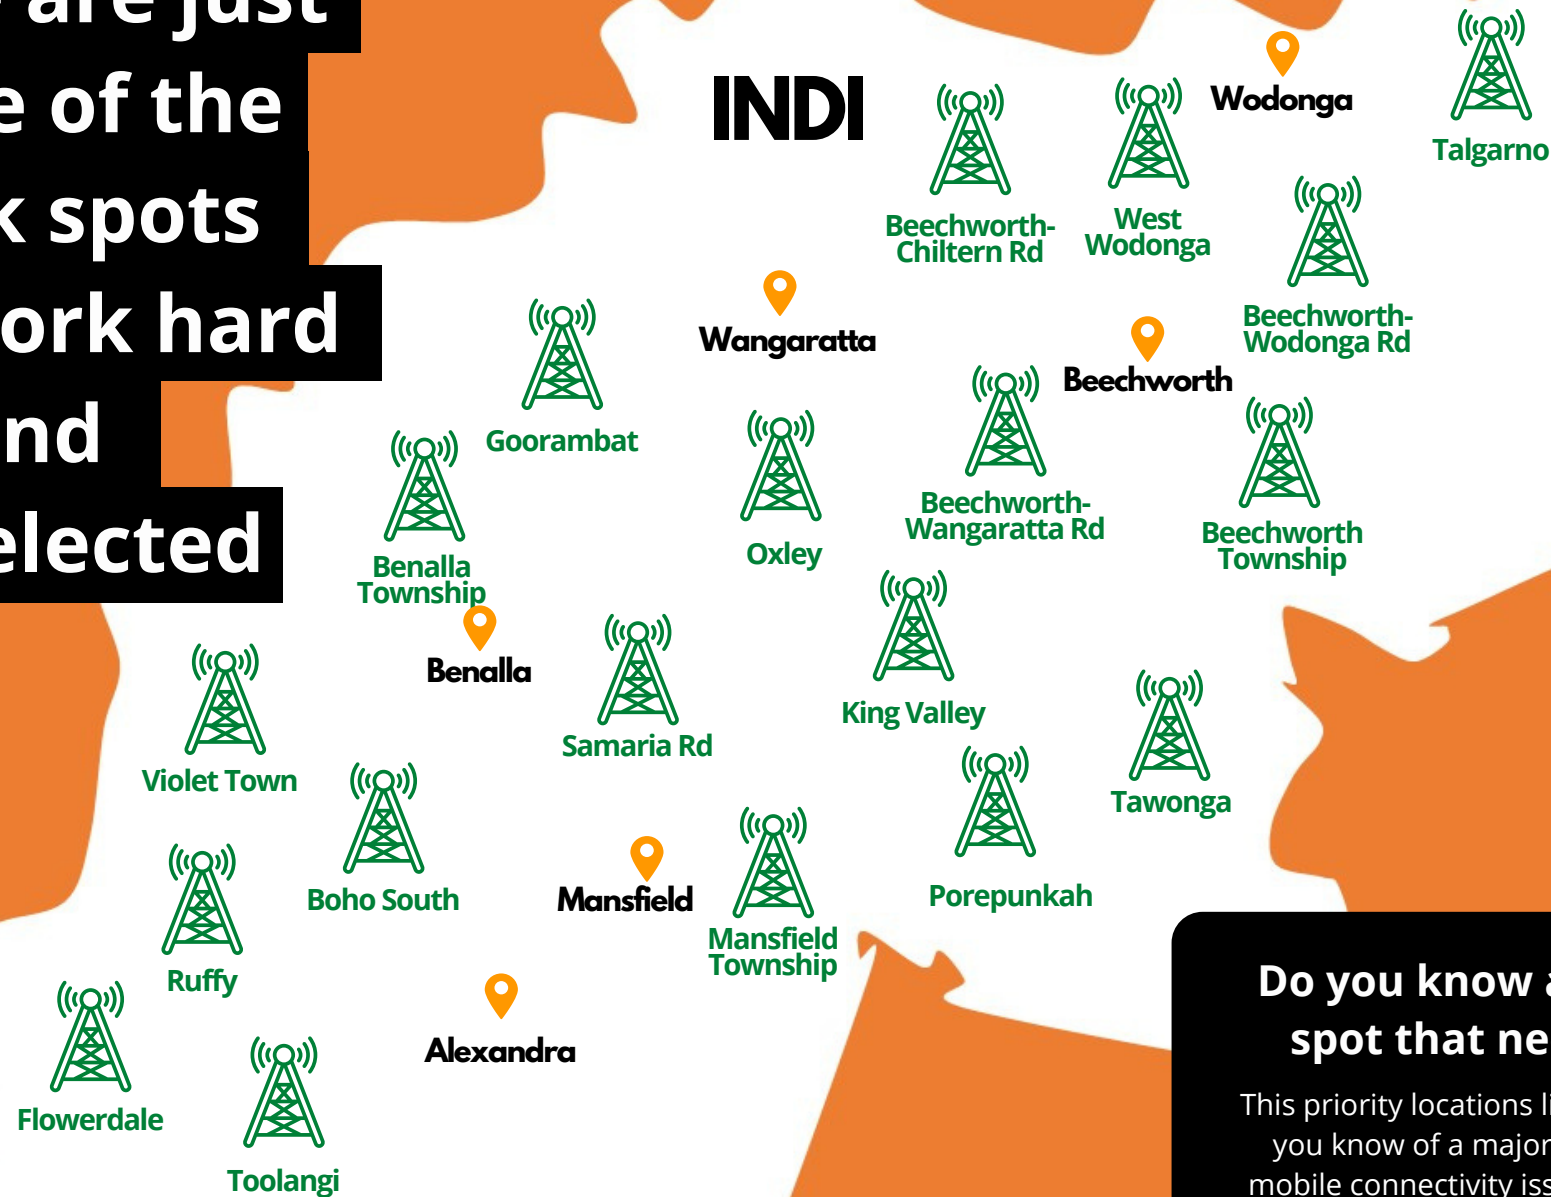 are just
of the
spots
hard
elected
INDI
Wodonga
Talgarno
Beechworth-
Chiltern Rd
West
Wodonga
Beechworth-
Wodonga Rd
Wangaratta
Beechworth
Goorambat
Beechworth-
Wangaratta Rd
Beechworth
Township
Oxley
Benalla
Township
Benalla
King Valley
Samaria Rd
Violet Town
Tawonga
Boho South
Mansfield
Porepunkah
Mansfield
Township
Ruffy
Alexandra
Flowerdale
Toolangi
Do you know a
spot that ne
This priority locations li
you know of a major
mobile connectivity iss